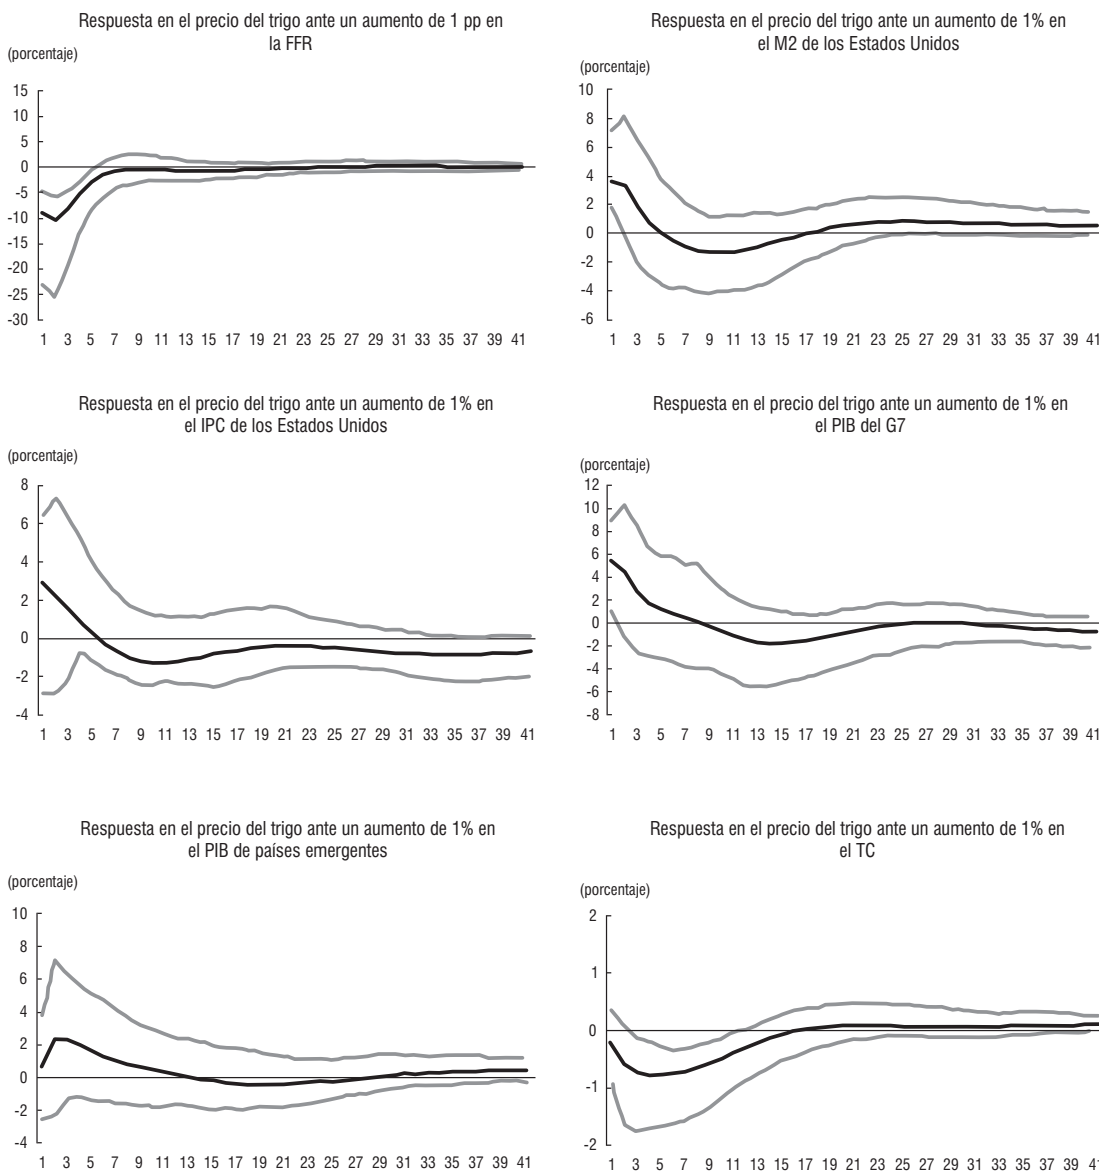 Respuesta en el precio del trigo ante un aumento de 1 pp en
la FFR
(porcentaje)
15
10
5
0
-5
-10
-15
-20
-25
-30
1 3 5 7 9 11 13 15 17 19 21 23 25 27 29 31 33 35 37 39 41
Respuesta en el precio del trigo ante un aumento de 1% en
el M2 de los Estados Unidos
(porcentaje)
10
8
6
4
2
0
-2
-4
-6
1 3 5 7 9 11 13 15 17 19 21 23 25 27 29 31 33 35 37 39 41
Respuesta en el precio del trigo ante un aumento de 1% en
el IPC de los Estados Unidos
(porcentaje)
8
6
4
2
0
-2
-4
1 3 5 7 9 11 13 15 17 19 21 23 25 27 29 31 33 35 37 39 41
Respuesta en el precio del trigo ante un aumento de 1% en
el PIB del G7
(porcentaje)
12
10
8
6
4
2
0
-2
-4
-6
-8
1 3 5 7 9 11 13 15 17 19 21 23 25 27 29 31 33 35 37 39 41
Respuesta en el precio del trigo ante un aumento de 1% en
el PIB de países emergentes
(porcentaje)
10
8
6
4
2
0
-2
-4
1 3 5 7 9 11 13 15 17 19 21 23 25 27 29 31 33 35 37 39 41
Respuesta en el precio del trigo ante un aumento de 1% en
el TC
(porcentaje)
2
1
0
-1
-2
1 3 5 7 9 11 13 15 17 19 21 23 25 27 29 31 33 35 37 39 41